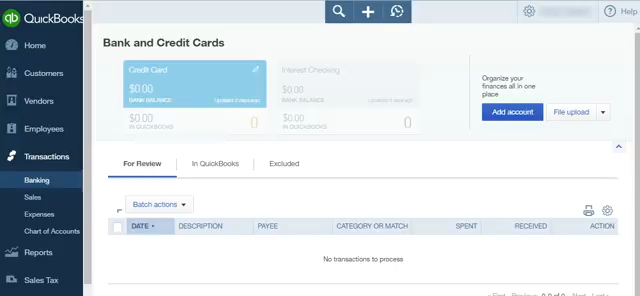 QuickBooks
Help
Home
Customers
Vendors
Employees
Transactions
Banking
Sales
Expenses
Chart of Accounts
Reports
Sales Tax
Bank and Credit Cards
Credit Card
$0.00
BANK BALANCE
$0.00
IN QUICKBOOKS
0
Interest Checking
$0.00
BANK BALANCE
$0.00
IN QUICKBOOKS
0
Organize your
finances all in one
place
Add account
File upload
For Review
In QuickBooks
Excluded
Batch actions
DATE DESCRIPTION PAYEE CATEGORY OR MATCH SPENT RECEIVED ACTION
No transactions to process